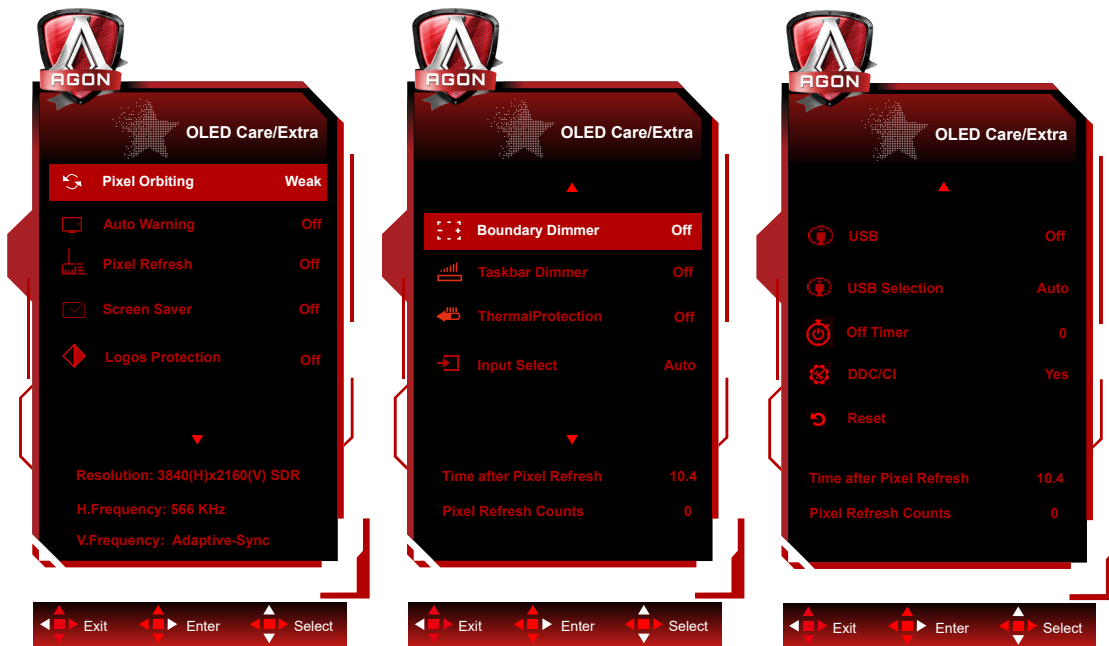 AGON
OLED Care/Extra
Pixel Orbiting Weak
Auto Warning Off
Pixel Refresh Off
Screen Saver Off
Logos Protection Off
Resolution: 3840(H)x2160(V) SDR
H.Frequency: 566 KHz
V.Frequency: Adaptive-Sync
Exit Enter Select
AGON
OLED Care/Extra
Boundary Dimmer Off
Taskbar Dimmer Off
ThermalProtection Off
Input Select Auto
Time after Pixel Refresh 10.4
Pixel Refresh Counts 0
Exit Enter Select
AGON
OLED Care/Extra
USB Off
USB Selection Auto
Off Timer 0
DDC/CI Yes
Reset
Time after Pixel Refresh 10.4
Pixel Refresh Counts 0
Exit Enter Select